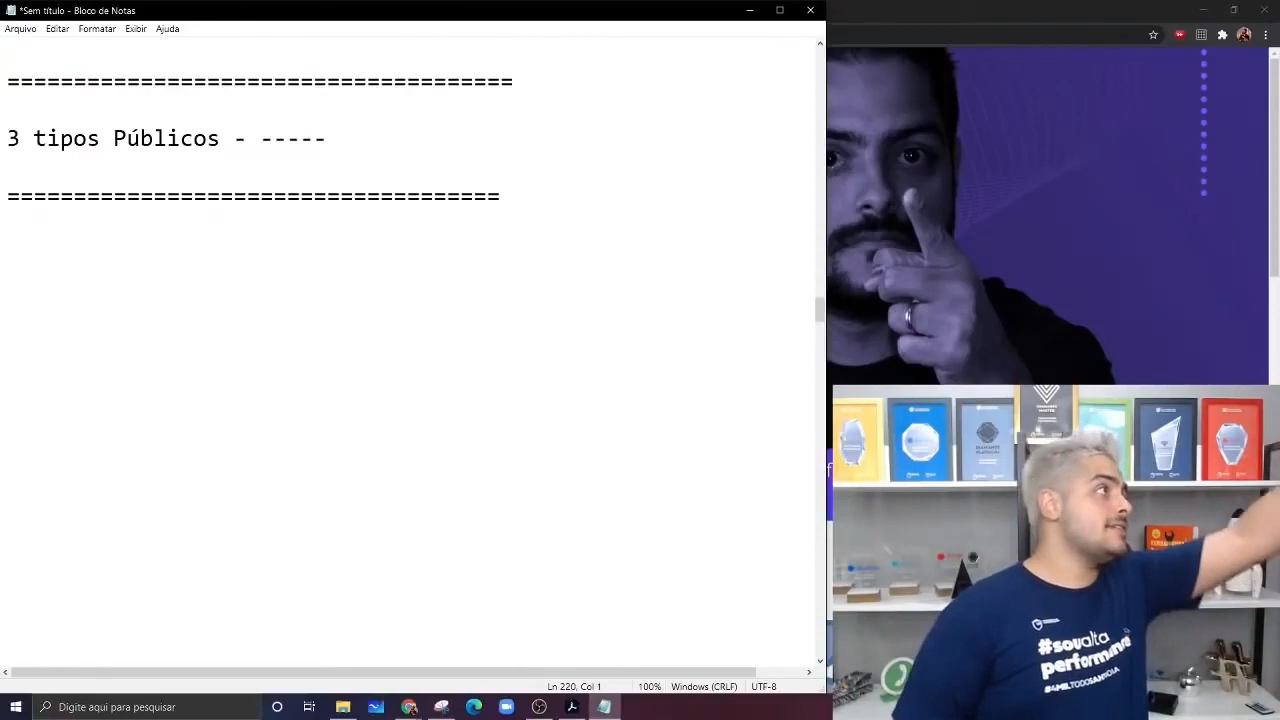 *Sem título - Bloco de Notas
Arquivo Editar Formatar Exibir Ajuda
======================================
3 tipos Públicos - -----
=====================================
Ln 220, Col 1 100% Windows (CRLF) UTF-8
Digite aqui para pesquisar
#soualta
performance
#4MILTODOSANTODIA